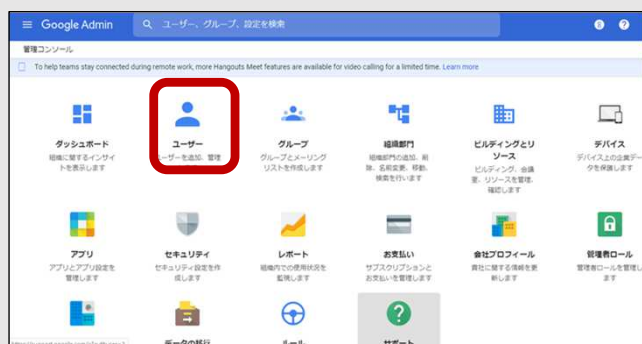 Google Admin
ユーザー、グループ、設定を検索
管理コンソール
To help teams stay connected during remote work, more Hangouts Meet features are available for video calling for a limited time. Learn more
ダッシュボード
組織に関するインサイ
トを表示します
ユーザー
ユーザーを追加、管理
グループ
グループとメーリング
リストを作成します
組織部門
組織部門の追加、削
除、名前変更、移動、
検索を行います
ビルディングとリ
ソース
ビルディング、会議
室、リソースを管理、
確認します
デバイス
デバイス上の企業デー
タを保護します
アプリ
アプリとアプリ設定を
管理します
セキュリティ
セキュリティ設定を作
成します
レポート
組織内での使用状況を
監視します
お支払い
サブスクリプションと
お支払いを管理します
会社プロフィール
貴社に関する情報を更
新します
管理者ロール
管理者ロールを管理し
ます
データの移行
ルール
サポート